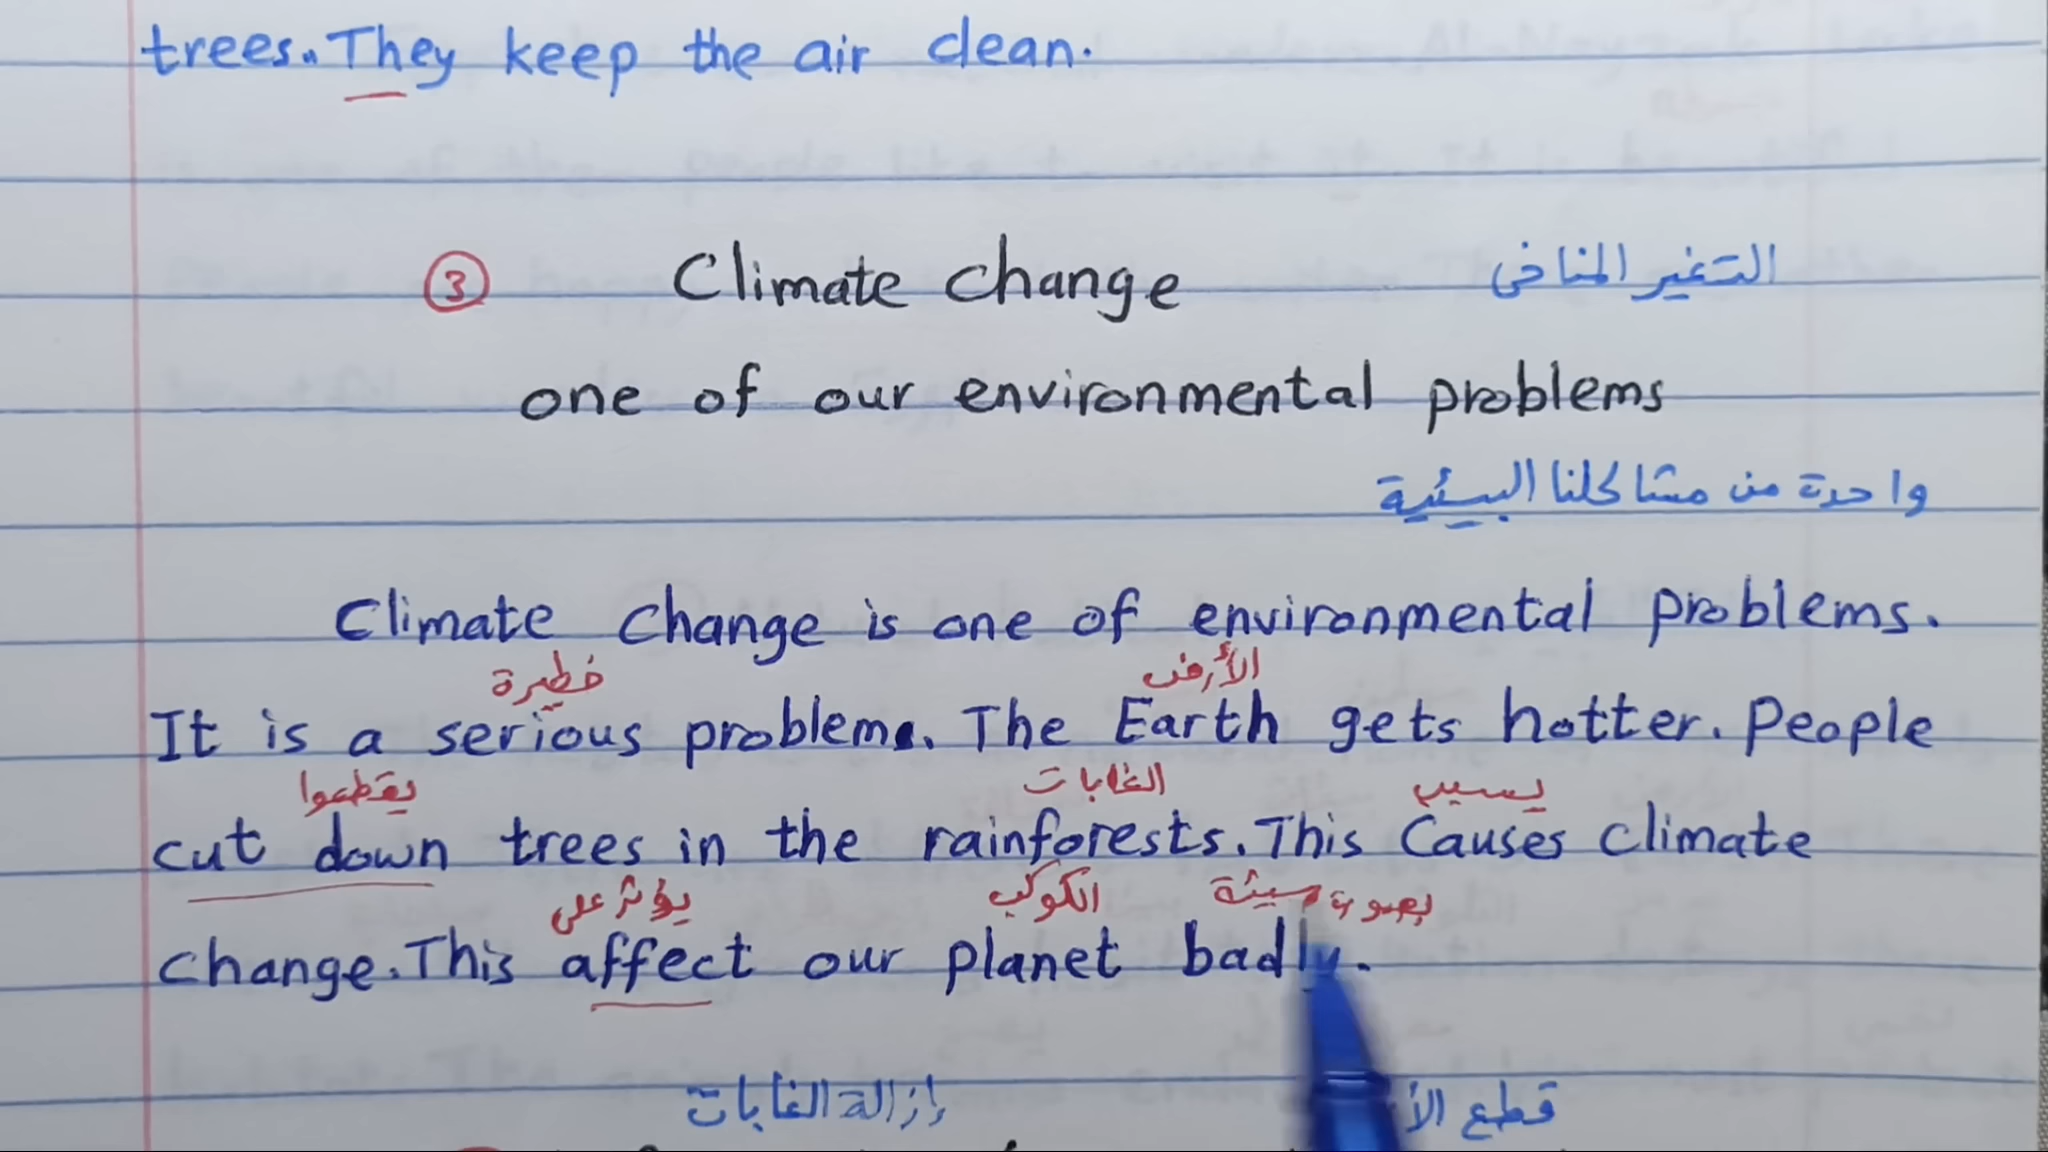 trees. They keep the air clean.
③ Climate change التغير المناخى
one of our environmental problems
واحدة من مشاكلنا البيئية
Climate change is one of environmental problems.
خطيرة الأرض
It is a serious problem. The Earth gets hotter. People
يقطعوا الغابات يسبب
cut down trees in the rainforests. This Causes climate
يؤثر على الكوكب بصورة سيئة
change. This affect our planet badly.
إزالة الغابات قطع